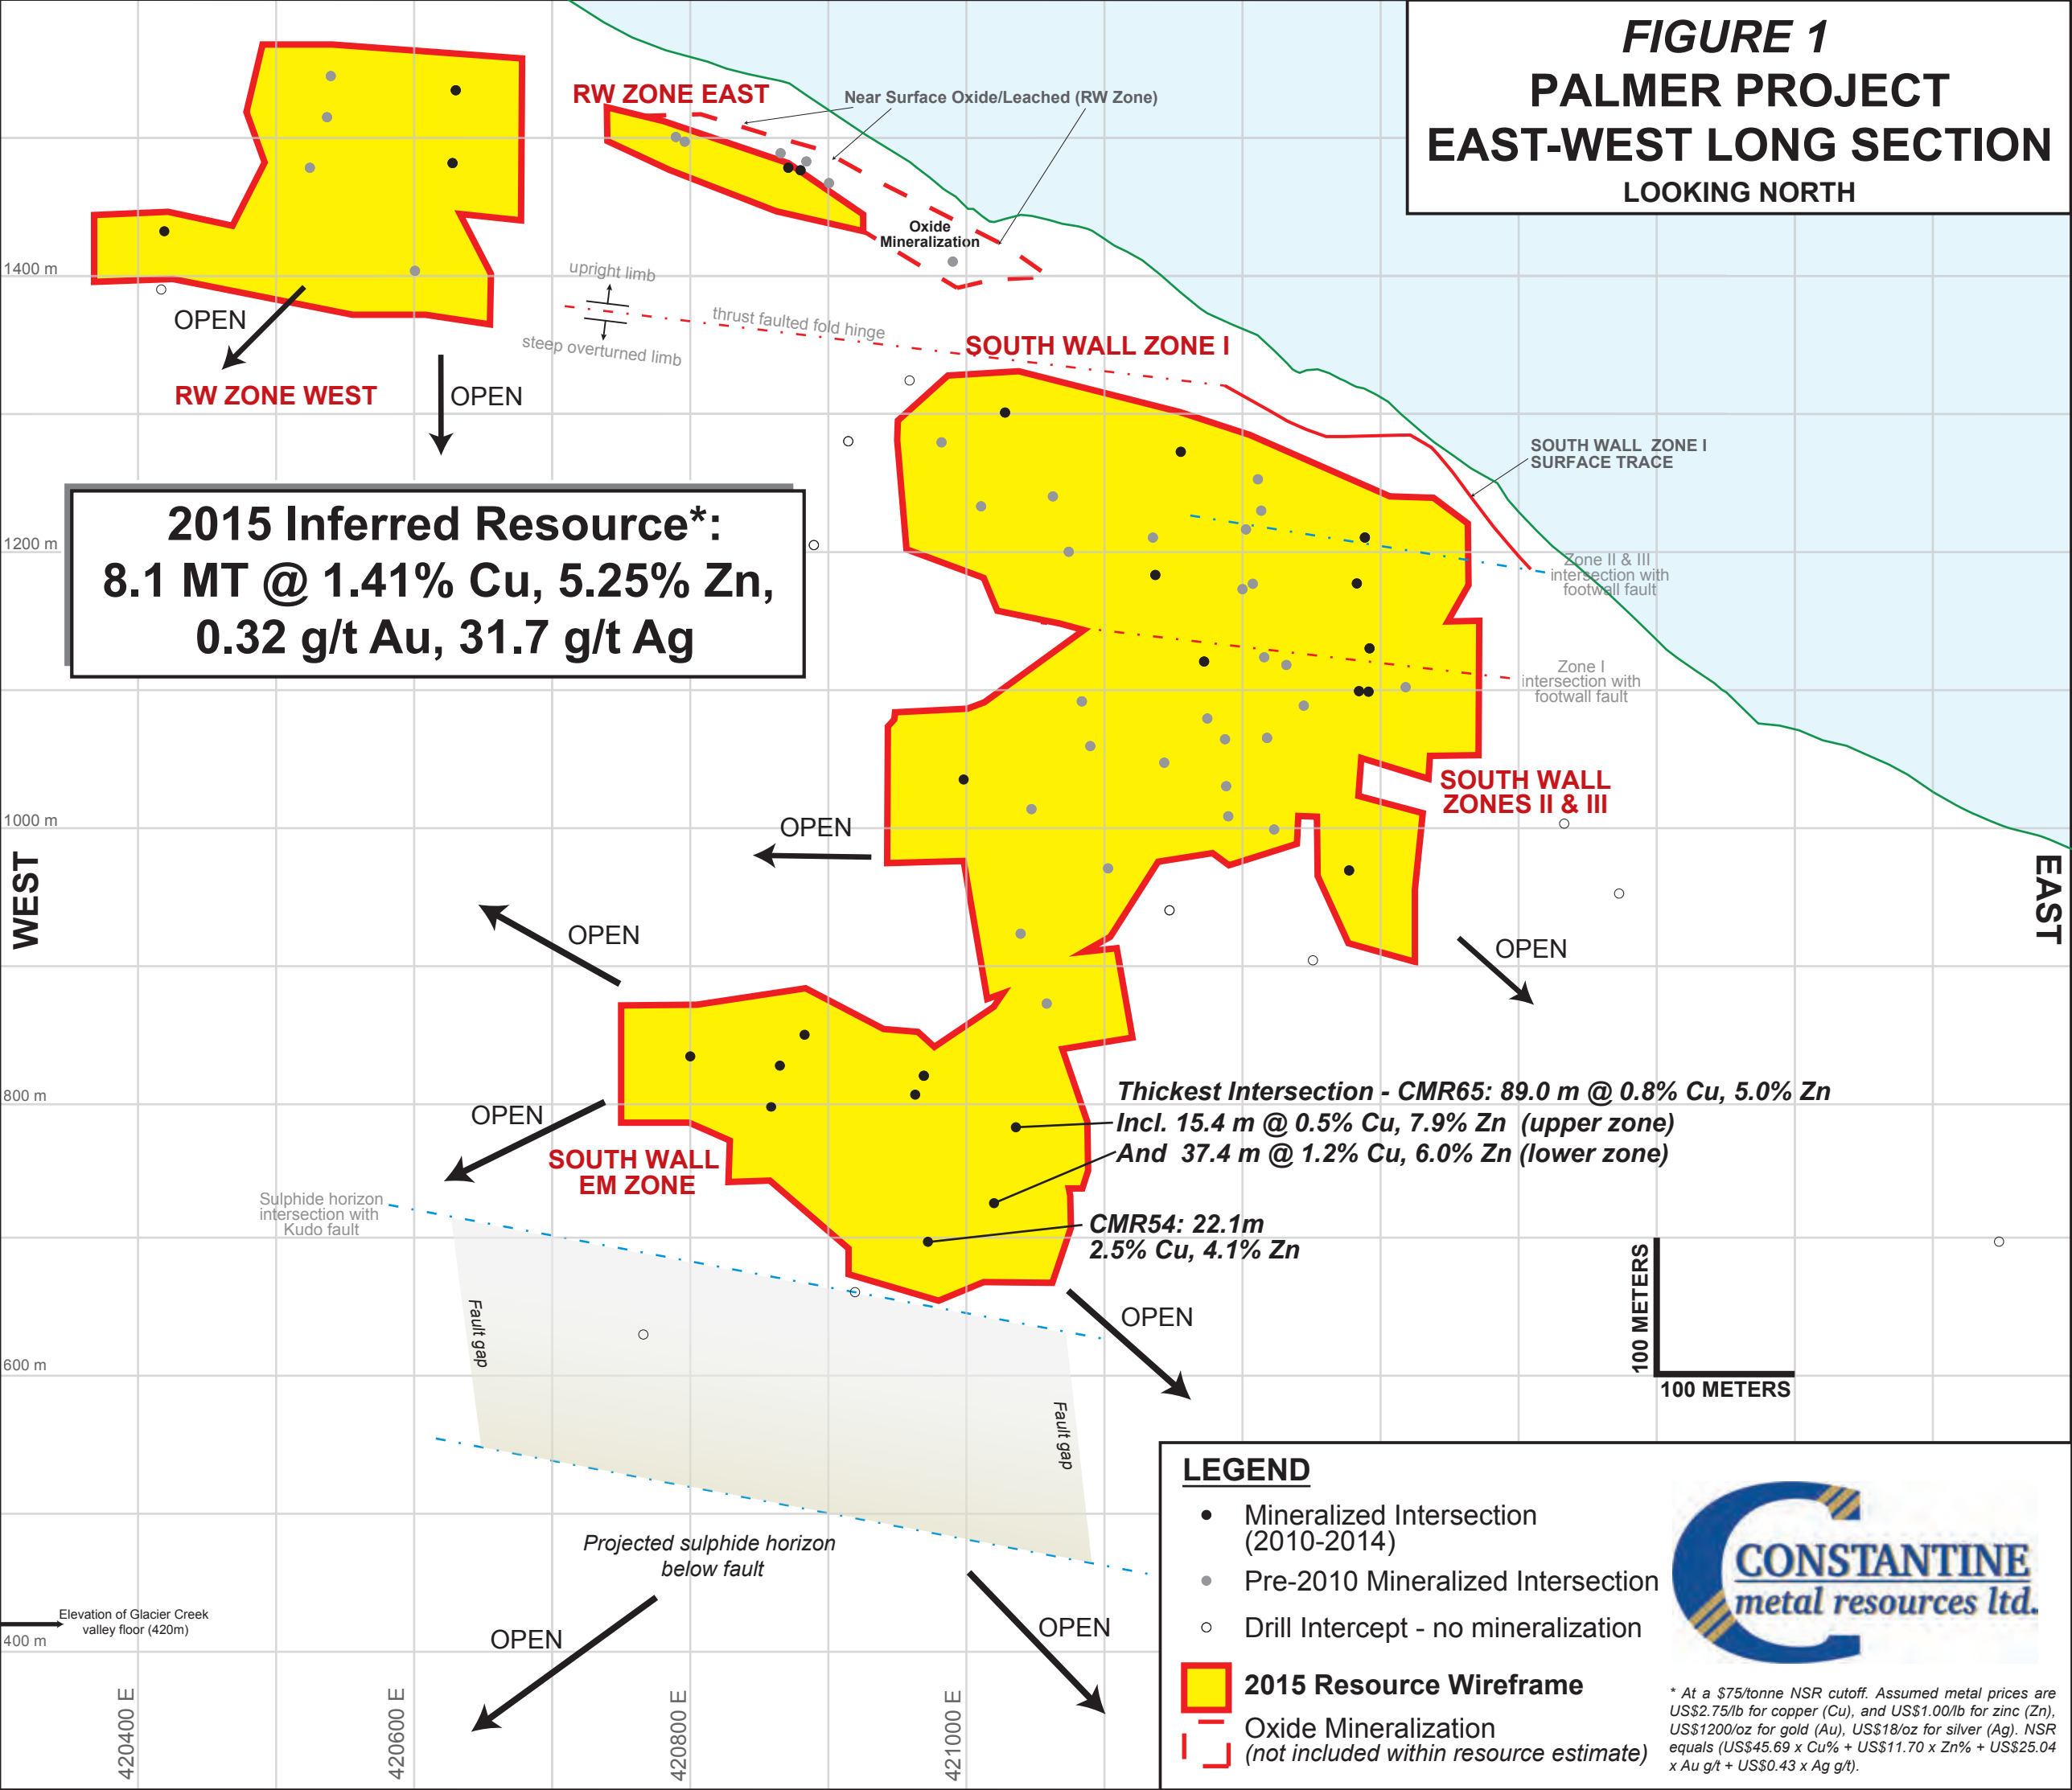 FIGURE 1
PALMER PROJECT
EAST-WEST LONG SECTION
LOOKING NORTH
RW ZONE EAST
Near Surface Oxide/Leached (RW Zone)
Oxide
Mineralization
1400 m
upright limb
thrust faulted fold hinge
steep overturned limb
OPEN
RW ZONE WEST
OPEN
SOUTH WALL ZONE I
SOUTH WALL ZONE I
SURFACE TRACE
2015 Inferred Resource*:
8.1 MT @ 1.41% Cu, 5.25% Zn,
0.32 g/t Au, 31.7 g/t Ag
1200 m
Zone II & III
intersection with
footwall fault
Zone I
intersection with
footwall fault
SOUTH WALL
ZONES II & III
1000 m
OPEN
WEST
EAST
OPEN
OPEN
800 m
OPEN
SOUTH WALL
EM ZONE
Thickest Intersection - CMR65: 89.0 m @ 0.8% Cu, 5.0% Zn
Incl. 15.4 m @ 0.5% Cu, 7.9% Zn (upper zone)
And 37.4 m @ 1.2% Cu, 6.0% Zn (lower zone)
CMR54: 22.1m
2.5% Cu, 4.1% Zn
Sulphide horizon
intersection with
Kudo fault
Fault gap
OPEN
600 m
100 METERS
100 METERS
Fault gap
Projected sulphide horizon
below fault
OPEN
OPEN
Elevation of Glacier Creek
valley floor (420m)
400 m
420400 E
420600 E
420800 E
421000 E
LEGEND
Mineralized Intersection
(2010-2014)
Pre-2010 Mineralized Intersection
Drill Intercept - no mineralization
2015 Resource Wireframe
Oxide Mineralization
(not included within resource estimate)
CONSTANTINE
metal resources ltd.
* At a $75/tonne NSR cutoff. Assumed metal prices are
US$2.75/lb for copper (Cu), and US$1.00/lb for zinc (Zn),
US$1200/oz for gold (Au), US$18/oz for silver (Ag). NSR
equals (US$45.69 x Cu% + US$11.70 x Zn% + US$25.04
x Au g/t + US$0.43 x Ag g/t).